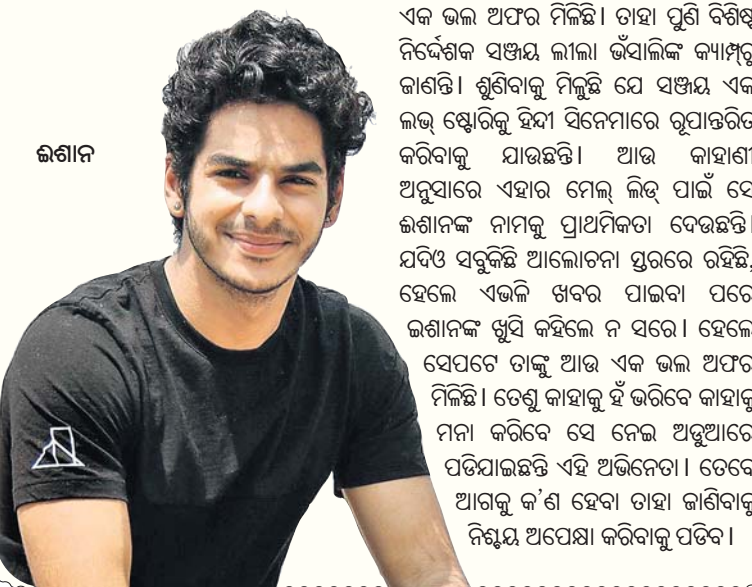 ଈଶାନ
ଏକ ଭଲ ଅଫର ମିଳିଛି। ତାହା ପୁଣି ବିଶିଷ୍ଟ
ନିର୍ଦ୍ଦେଶକ ସଞ୍ଜୟ ଲୀଲା ଭଁସାଲିଙ୍କ କ୍ୟାମ୍ପ୍‌ରୁ
ଜାଣନ୍ତି। ଶୁଣିବାକୁ ମିଳୁଛି ଯେ ସଞ୍ଜୟ ଏକ
ଲଭ୍ ଷ୍ଟୋରିକୁ ହିନ୍ଦୀ ସିନେମାରେ ରୂପାନ୍ତରିତ
କରିବାକୁ ଯାଉଛନ୍ତି। ଆଉ କାହାଣୀ
ଅନୁସାରେ ଏହାର ମେଲ୍ ଲିଡ୍ ପାଇଁ ସେ
ଈଶାନଙ୍କ ନାମକୁ ପ୍ରାଥମିକତା ଦେଉଛନ୍ତି।
ଯଦିଓ ସବୁକିଛି ଆଲୋଚନା ସ୍ତରରେ ରହିଛି,
ହେଲେ ଏଭଳି ଖବର ପାଇବା ପରେ
ଇଶାନଙ୍କ ଖୁସି କହିଲେ ନ ସରେ। ହେଲେ
ସେପଟେ ତାଙ୍କୁ ଆଉ ଏକ ଭଲ ଅଫର
ମିଳିଛି। ତେଣୁ କାହାକୁ ହଁ ଭରିବେ କାହାକୁ
ମନା କରିବେ ସେ ନେଇ ଅଡୁଆରେ
ପଡିଯାଇଛନ୍ତି ଏହି ଅଭିନେତା। ତେବେ
ଆଗକୁ କ'ଣ ହେବା ତାହା ଜାଣିବାକୁ
ନିଶ୍ଚୟ ଅପେକ୍ଷା କରିବାକୁ ପଡିବ।